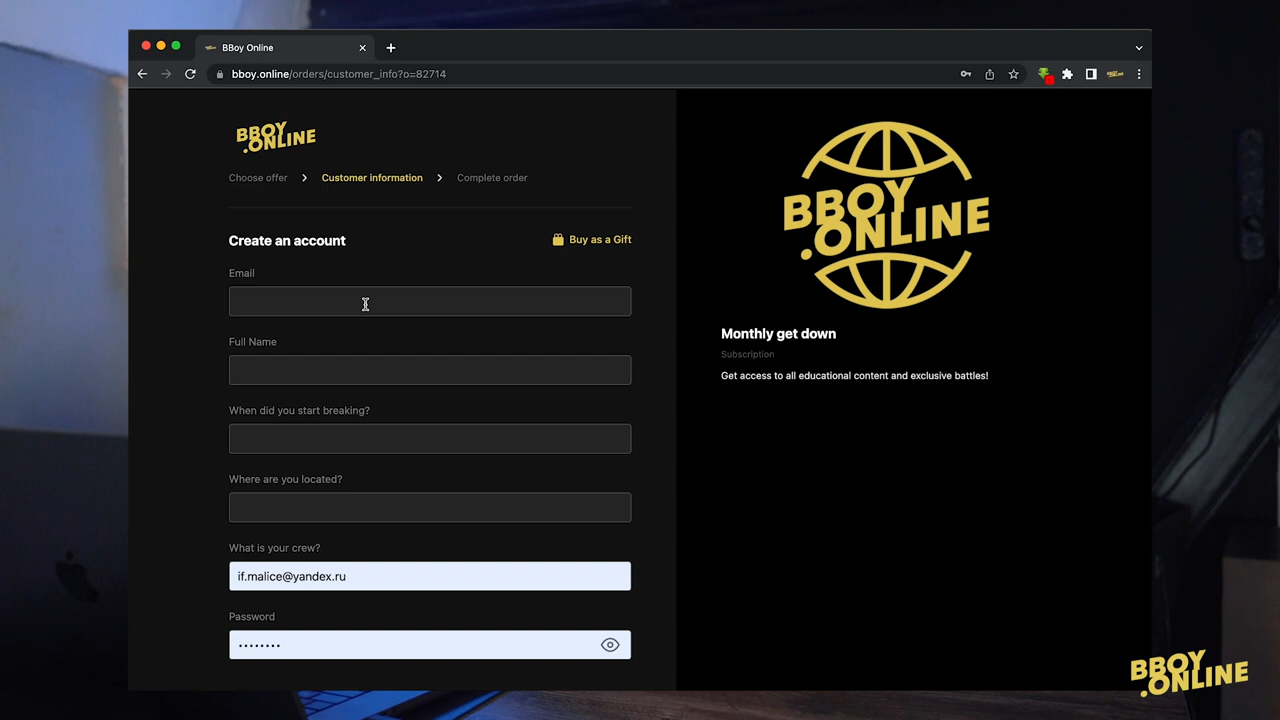 BBoy Online
bboy.online/orders/customer_info?o=82714
BBOY
.ONLINE
Choose offer
Customer information
Complete order
Create an account
Buy as a Gift
Email
Full Name
When did you start breaking?
Where are you located?
What is your crew?
if.malice@yandex.ru
Password
••••••••
BBOY
.ONLINE
Monthly get down
Subscription
Get access to all educational content and exclusive battles!
BBOY
.ONLINE